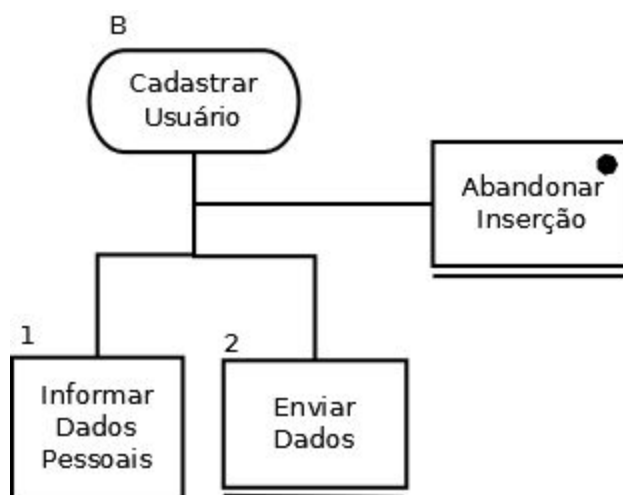 B
Cadastrar
Usuário
Abandonar
Inserção
1
Informar
Dados
Pessoais
2
Enviar
Dados